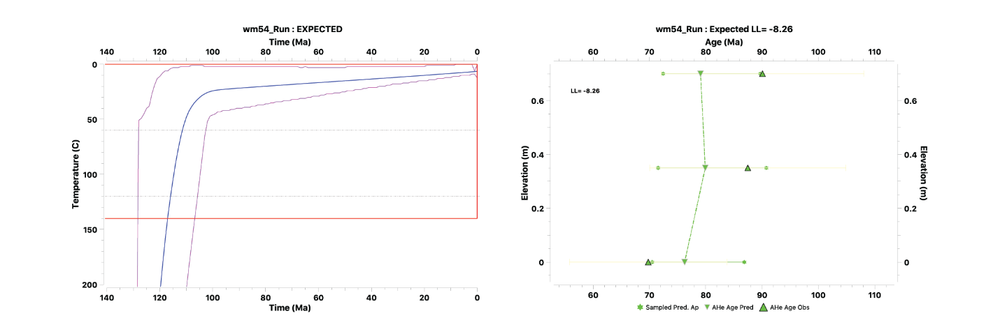 wm54_Run : EXPECTED
Time (Ma)
140 120 100 80 60 40 20 0
0
50
100
150
200
Temperature (C)
140 120 100 80 60 40 20 0
Time (Ma)
wm54_Run : Expected LL= -8.26
Age (Ma)
60 70 80 90 100 110
LL= -8.26
0.6 0.6
0.4 0.4
0.2 0.2
0 0
Elevation (m)
Elevation (m)
60 70 80 90 100 110
Sampled Pred. Ap AHe Age Pred AHe Age Obs